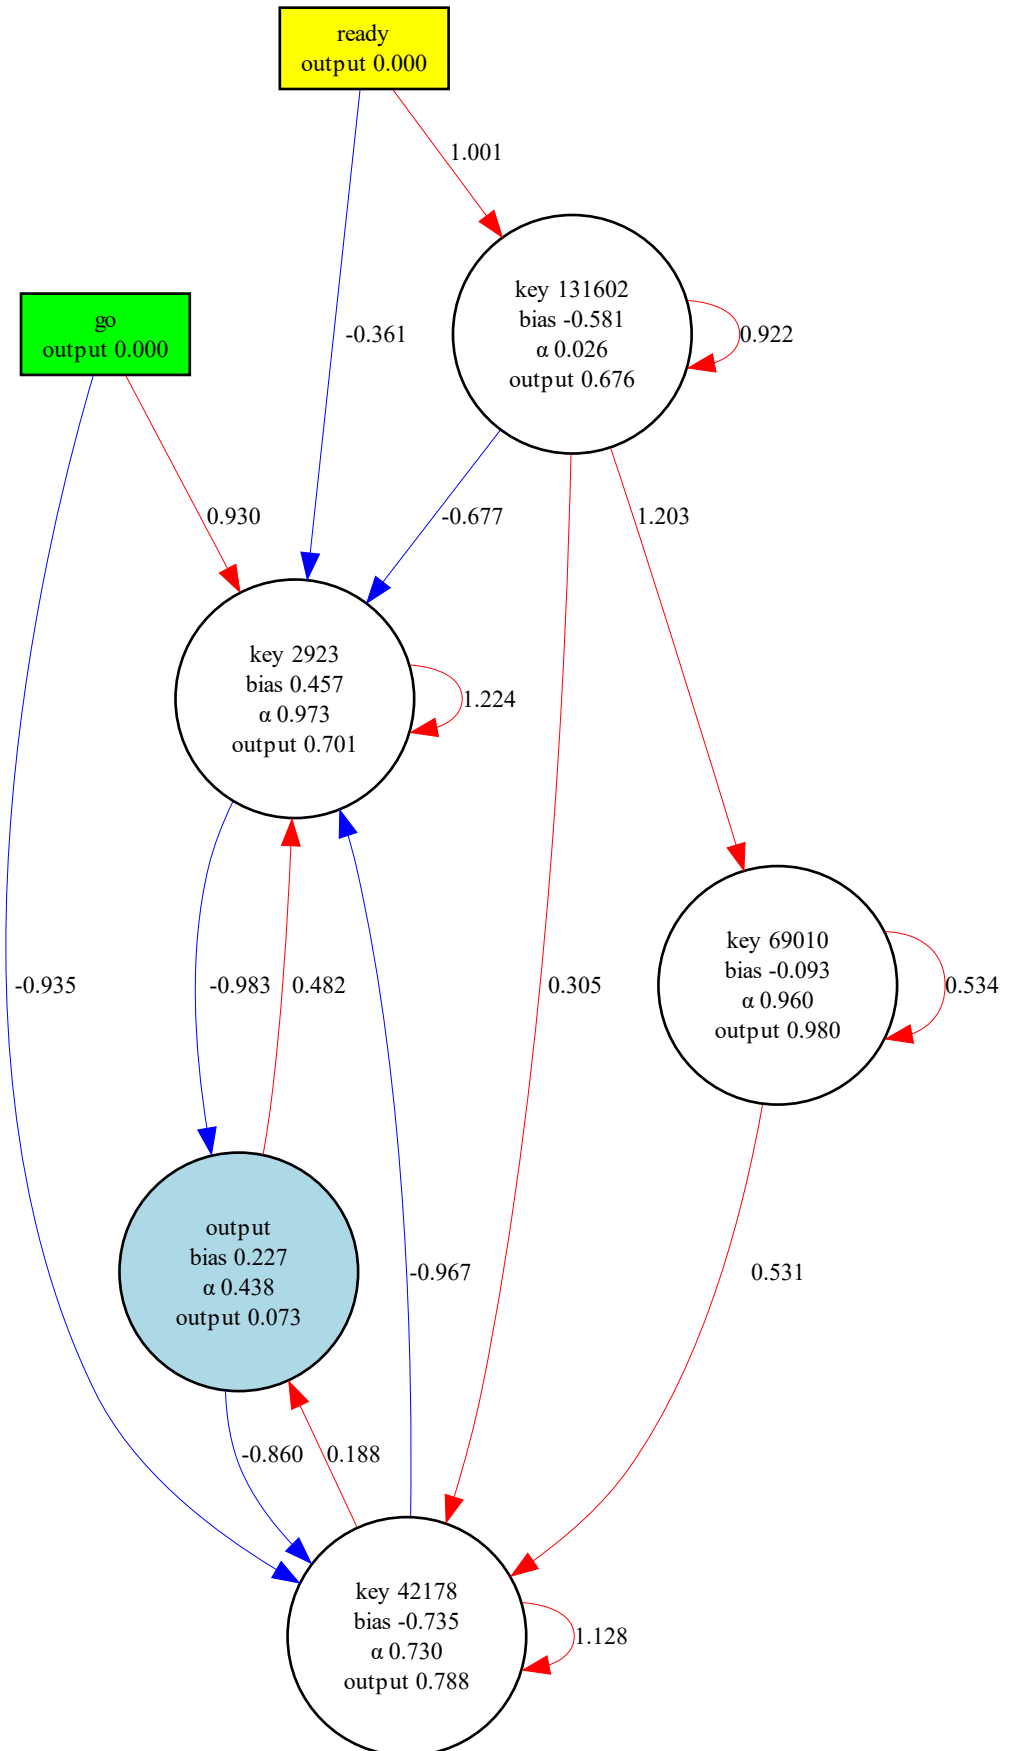 ready
output 0.000
1.001
key 131602
bias -0.581
α 0.026
output 0.676
0.922
go
output 0.000
-0.361
0.930
-0.677
1.203
key 2923
bias 0.457
α 0.973
output 0.701
1.224
-0.935
-0.983
0.482
0.305
key 69010
bias -0.093
α 0.960
output 0.980
0.534
output
bias 0.227
α 0.438
output 0.073
-0.967
0.531
-0.860
0.188
key 42178
bias -0.735
α 0.730
output 0.788
1.128